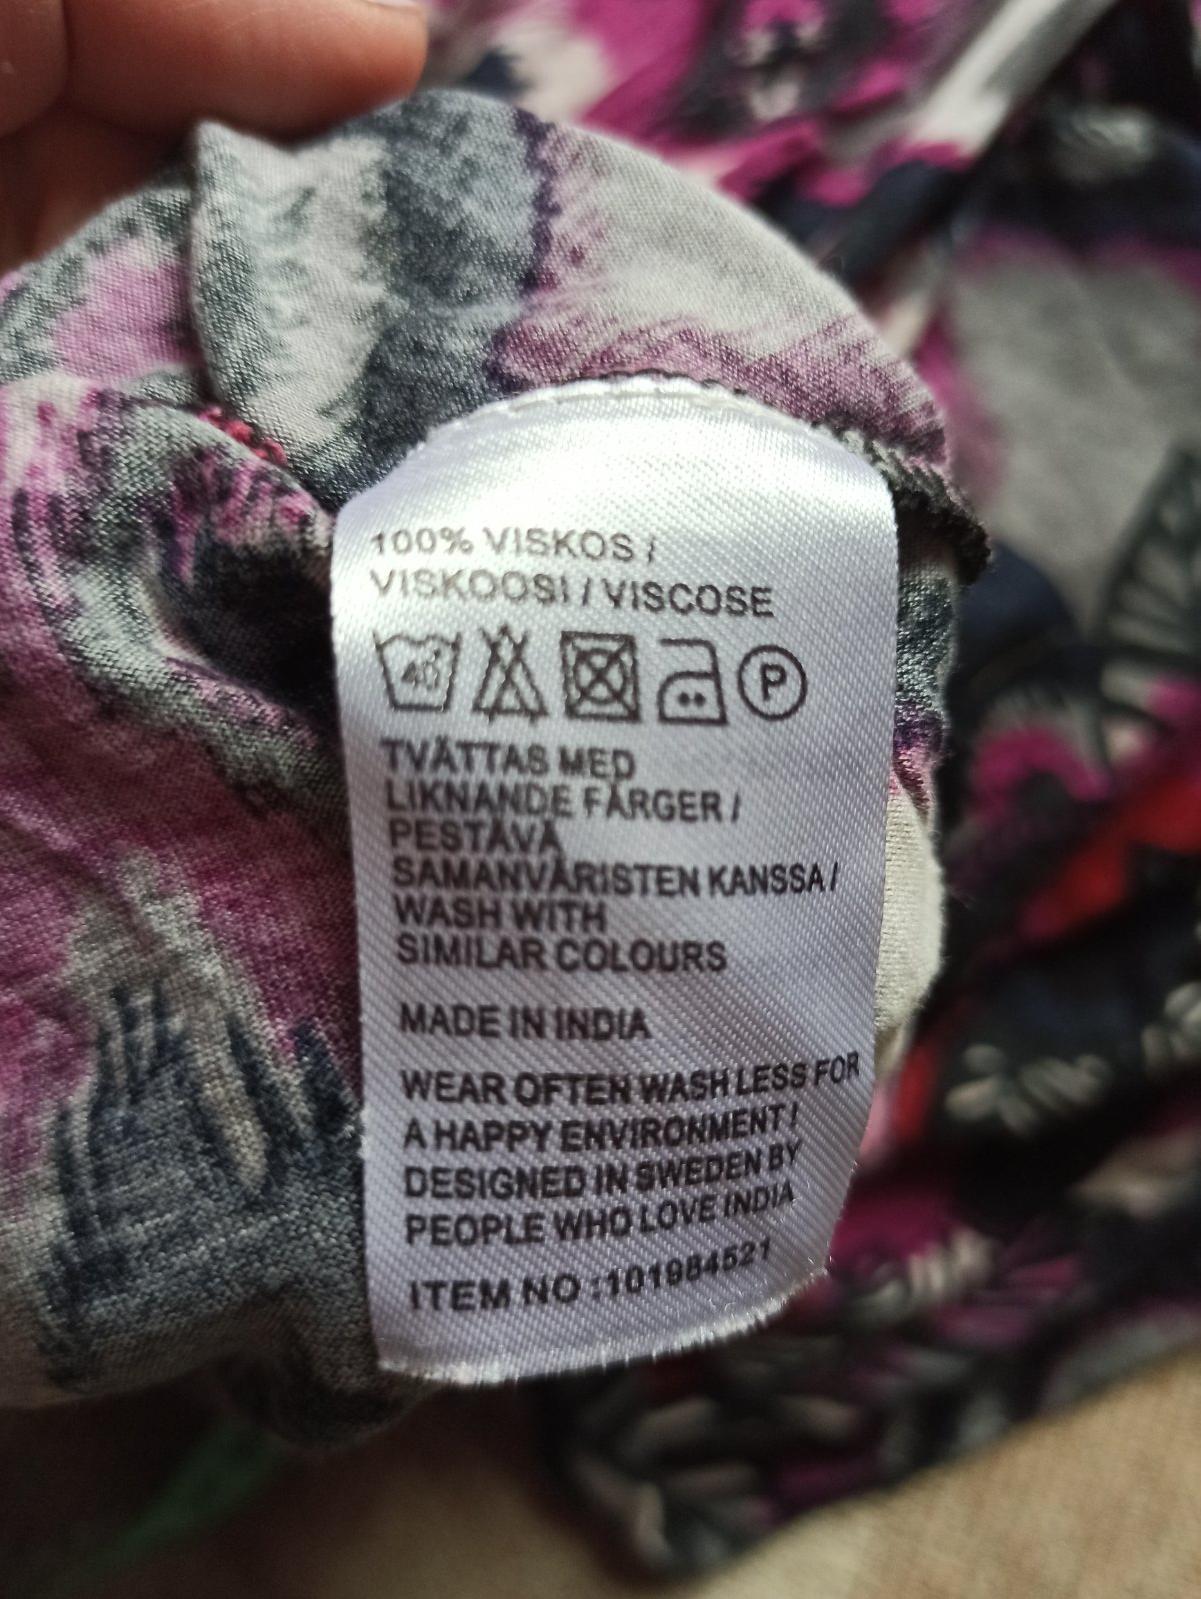 100% VISKOS /
VISKOOSI / VISCOSE
40 P
TVÄTTAS MED
LIKNANDE FÄRGER /
PESTÄVÄ
SAMANVÄRISTEN KANSSA /
WASH WITH
SIMILAR COLOURS
MADE IN INDIA
WEAR OFTEN WASH LESS FOR
A HAPPY ENVIRONMENT!
DESIGNED IN SWEDEN BY
PEOPLE WHO LOVE INDIA
ITEM NO :101984521